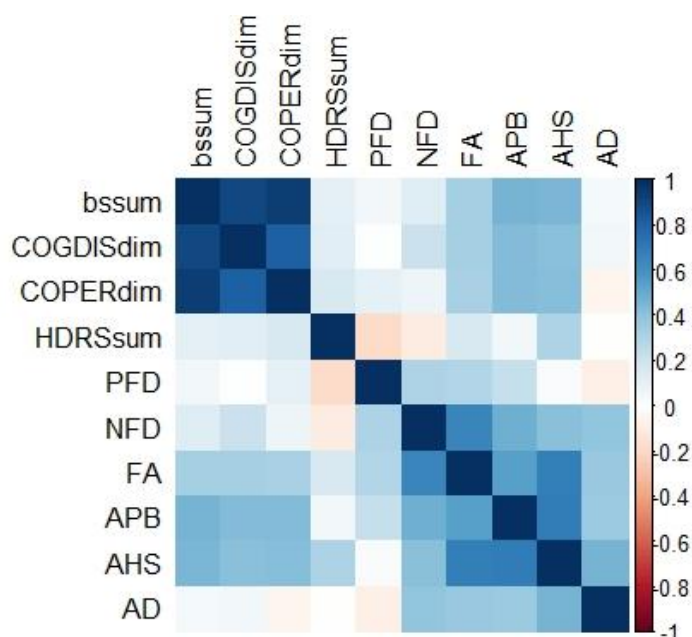 bssum
COGDISdim
COPERdim
HDRSsum
PFD
NFD
FA
APB
AHS
AD
bssum
COGDISdim
COPERdim
HDRSsum
PFD
NFD
FA
APB
AHS
AD
1
0.8
0.6
0.4
0.2
0
-0.2
-0.4
-0.6
-0.8
-1